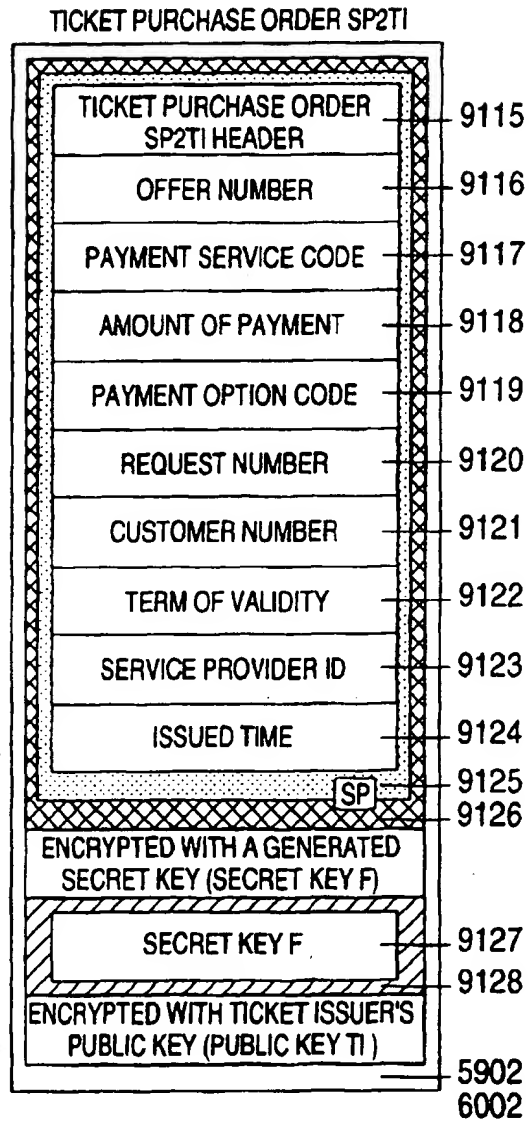 TICKET PURCHASE ORDER SP2TI
TICKET PURCHASE ORDER
SP2TI HEADER
9115
OFFER NUMBER
9116
PAYMENT SERVICE CODE
9117
AMOUNT OF PAYMENT
9118
PAYMENT OPTION CODE
9119
REQUEST NUMBER
9120
CUSTOMER NUMBER
9121
TERM OF VALIDITY
9122
SERVICE PROVIDER ID
9123
ISSUED TIME
9124
SP
9125
9126
ENCRYPTED WITH A GENERATED
SECRET KEY (SECRET KEY F)
SECRET KEY F
9127
9128
ENCRYPTED WITH TICKET ISSUER'S
PUBLIC KEY (PUBLIC KEY TI )
5902
6002